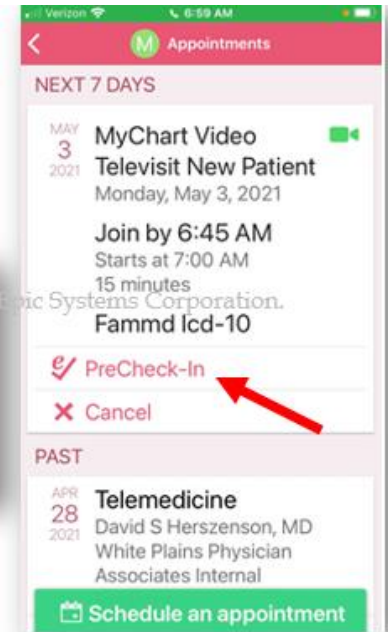 Verizon 6:59 AM
M Appointments
NEXT 7 DAYS
MAY
3
2021
MyChart Video
Televisit New Patient
Monday, May 3, 2021
Join by 6:45 AM
Starts at 7:00 AM
15 minutes
pic Systems Corporation.
Fammd Icd-10
PreCheck-In
Cancel
PAST
APR
28
2021
Telemedicine
David S Herszenson, MD
White Plains Physician
Associates Internal
Schedule an appointment